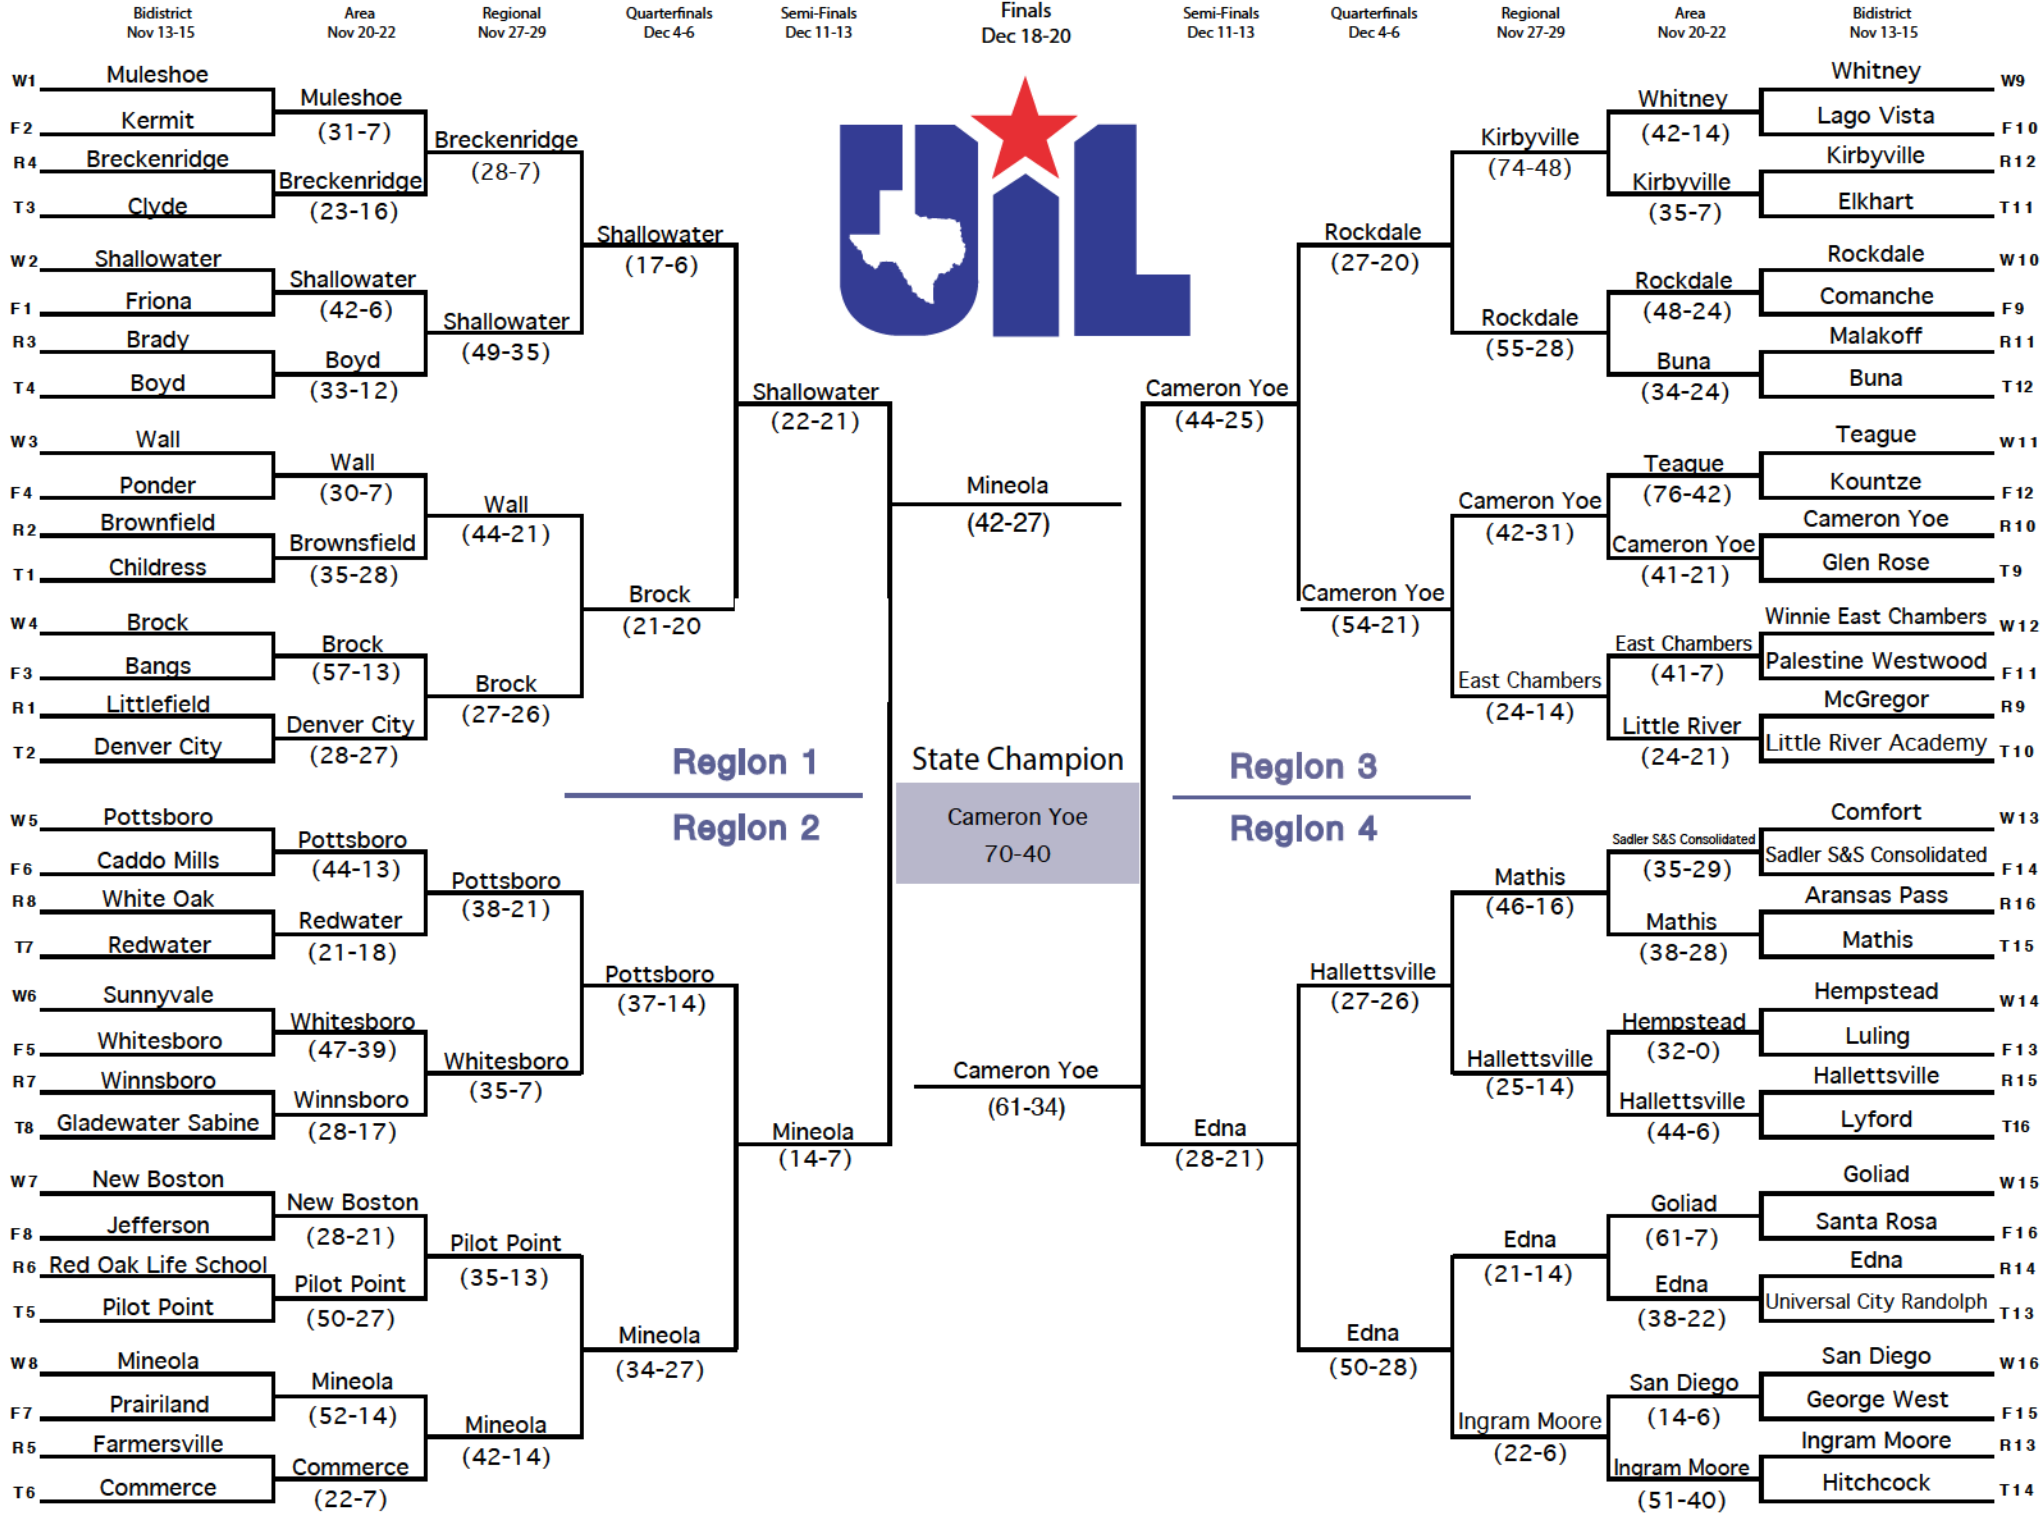 Bidistrict
Nov 13-15
Area
Nov 20-22
Regional
Nov 27-29
Quarterfinals
Dec 4-6
Semi-Finals
Dec 11-13
Finals
Dec 18-20
Semi-Finals
Dec 11-13
Quarterfinals
Dec 4-6
Regional
Nov 27-29
Area
Nov 20-22
Bidistrict
Nov 13-15
W1 Muleshoe
F2 Kermit
R4 Breckenridge
T3 Clyde
W2 Shallowater
F1 Friona
R3 Brady
T4 Boyd
W3 Wall
F4 Ponder
R2 Brownfield
T1 Childress
W4 Brock
F3 Bangs
R1 Littlefield
T2 Denver City
W5 Pottsboro
F6 Caddo Mills
R8 White Oak
T7 Redwater
W6 Sunnyvale
F5 Whitesboro
R7 Winnsboro
T8 Gladewater Sabine
W7 New Boston
F8 Jefferson
R6 Red Oak Life School
T5 Pilot Point
W8 Mineola
F7 Prairiland
R5 Farmersville
T6 Commerce
Muleshoe
(31-7)
Breckenridge
(23-16)
Shallowater
(42-6)
Boyd
(33-12)
Wall
(30-7)
Brownsfield
(35-28)
Brock
(57-13)
Denver City
(28-27)
Pottsboro
(44-13)
Redwater
(21-18)
Whitesboro
(47-39)
Winnsboro
(28-17)
New Boston
(28-21)
Pilot Point
(50-27)
Mineola
(52-14)
Commerce
(22-7)
Breckenridge
(28-7)
Shallowater
(49-35)
Wall
(44-21)
Brock
(27-26)
Pottsboro
(38-21)
Whitesboro
(35-7)
Pilot Point
(35-13)
Mineola
(42-14)
Shallowater
(17-6)
Brock
(21-20
Pottsboro
(37-14)
Mineola
(34-27)
Shallowater
(22-21)
Mineola
(14-7)
Region 1
Region 2
UIL
Mineola
(42-27)
State Champion
Cameron Yoe
70-40
Cameron Yoe
(61-34)
Region 3
Region 4
Cameron Yoe
(44-25)
Edna
(28-21)
Rockdale
(27-20)
Cameron Yoe
(54-21)
Hallettsville
(27-26)
Edna
(50-28)
Kirbyville
(74-48)
Rockdale
(55-28)
Cameron Yoe
(42-31)
East Chambers
(24-14)
Mathis
(46-16)
Hallettsville
(25-14)
Edna
(21-14)
Ingram Moore
(22-6)
Whitney
(42-14)
Kirbyville
(35-7)
Rockdale
(48-24)
Buna
(34-24)
Teague
(76-42)
Cameron Yoe
(41-21)
East Chambers
(41-7)
Little River
(24-21)
Sadler S&S Consolidated
(35-29)
Mathis
(38-28)
Hempstead
(32-0)
Hallettsville
(44-6)
Goliad
(61-7)
Edna
(38-22)
San Diego
(14-6)
Ingram Moore
(51-40)
Whitney W9
Lago Vista F10
Kirbyville R12
Elkhart T11
Rockdale W10
Comanche F9
Malakoff R11
Buna T12
Teague W11
Kountze F12
Cameron Yoe R10
Glen Rose T9
Winnie East Chambers W12
Palestine Westwood F11
McGregor R9
Little River Academy T10
Comfort W13
Sadler S&S Consolidated F14
Aransas Pass R16
Mathis T15
Hempstead W14
Luling F13
Hallettsville R15
Lyford T16
Goliad W15
Santa Rosa F16
Edna R14
Universal City Randolph T13
San Diego W16
George West F15
Ingram Moore R13
Hitchcock T14